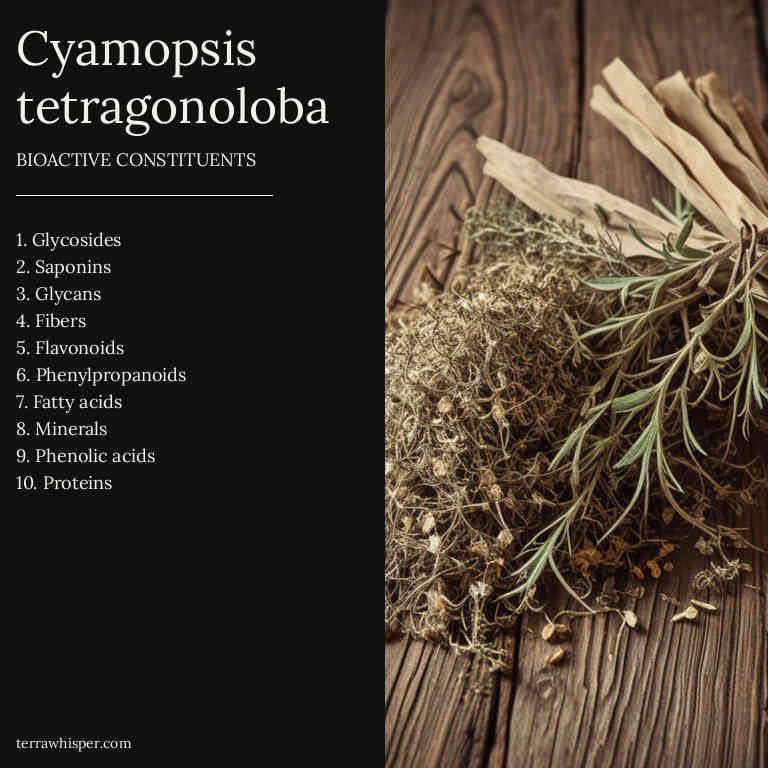 Cyamopsis
tetragonoloba
BIOACTIVE CONSTITUENTS
1. Glycosides
2. Saponins
3. Glycans
4. Fibers
5. Flavonoids
6. Phenylpropanoids
7. Fatty acids
8. Minerals
9. Phenolic acids
10. Proteins
terrawhisper.com